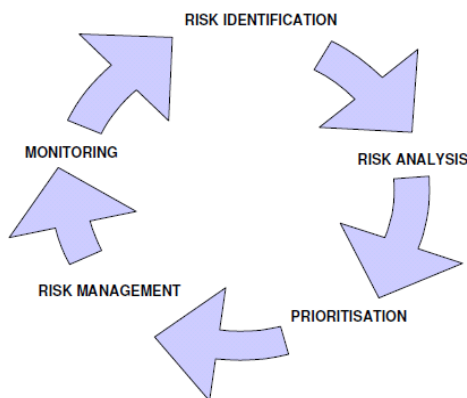 RISK IDENTIFICATION
RISK ANALYSIS
PRIORITISATION
RISK MANAGEMENT
MONITORING